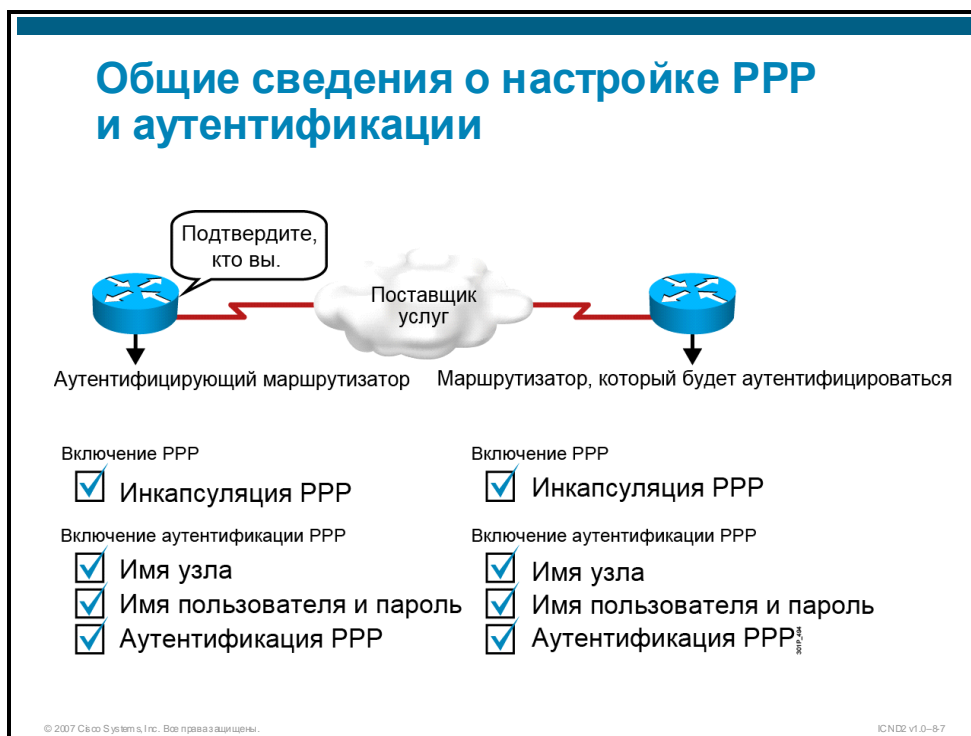 Общие сведения о настройке PPP
и аутентификации
Подтвердите,
кто вы.
Поставщик
услуг
Аутентифицирующий маршрутизатор
Маршрутизатор, который будет аутентифицироваться
Включение PPP
Инкапсуляция PPP
Включение аутентификации PPP
Имя узла
Имя пользователя и пароль
Аутентификация PPP
Включение PPP
Инкапсуляция PPP
Включение аутентификации PPP
Имя узла
Имя пользователя и пароль
Аутентификация PPP
© 2007 Cisco Systems, Inc. Все права защищены.
ICND2 v1.0–8-7